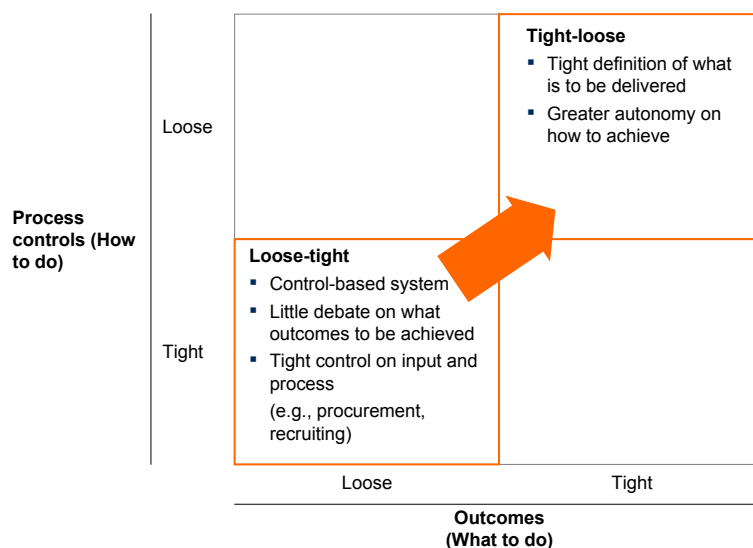 Tight-loose
▪ Tight definition of what
is to be delivered
▪ Greater autonomy on
how to achieve
Loose
Process
controls (How
to do)
Loose-tight
▪ Control-based system
▪ Little debate on what
outcomes to be achieved
▪ Tight control on input and
process
(e.g., procurement,
recruiting)
Tight
Loose
Tight
Outcomes
(What to do)